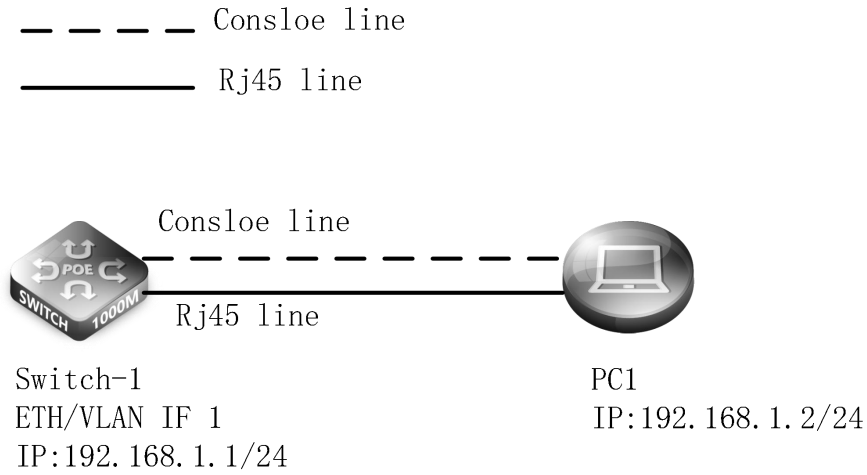 Consloe line
Rj45 line
Consloe line
POE
SWITCH 1000M
Rj45 line
Switch-1
ETH/VLAN IF 1
IP:192.168.1.1/24
PC1
IP:192.168.1.2/24